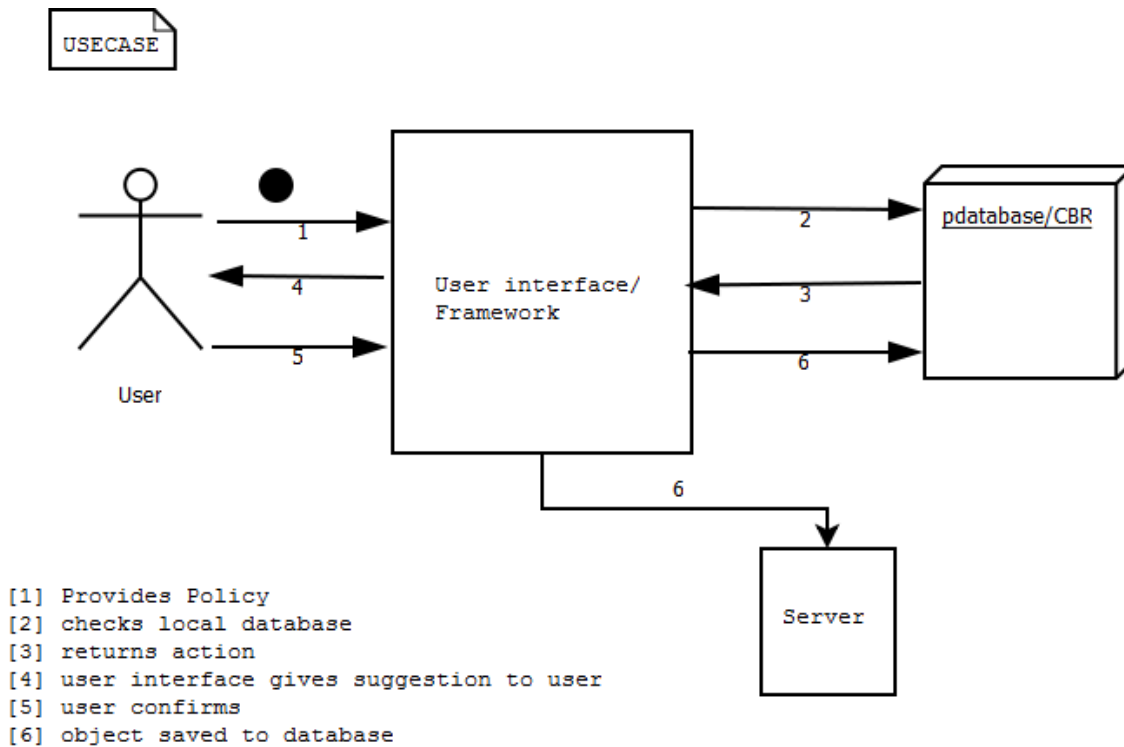 USECASE
1
2
pdatabase/CBR
4
User interface/
Framework
3
5
6
User
6
Server
[1] Provides Policy
[2] checks local database
[3] returns action
[4] user interface gives suggestion to user
[5] user confirms
[6] object saved to database